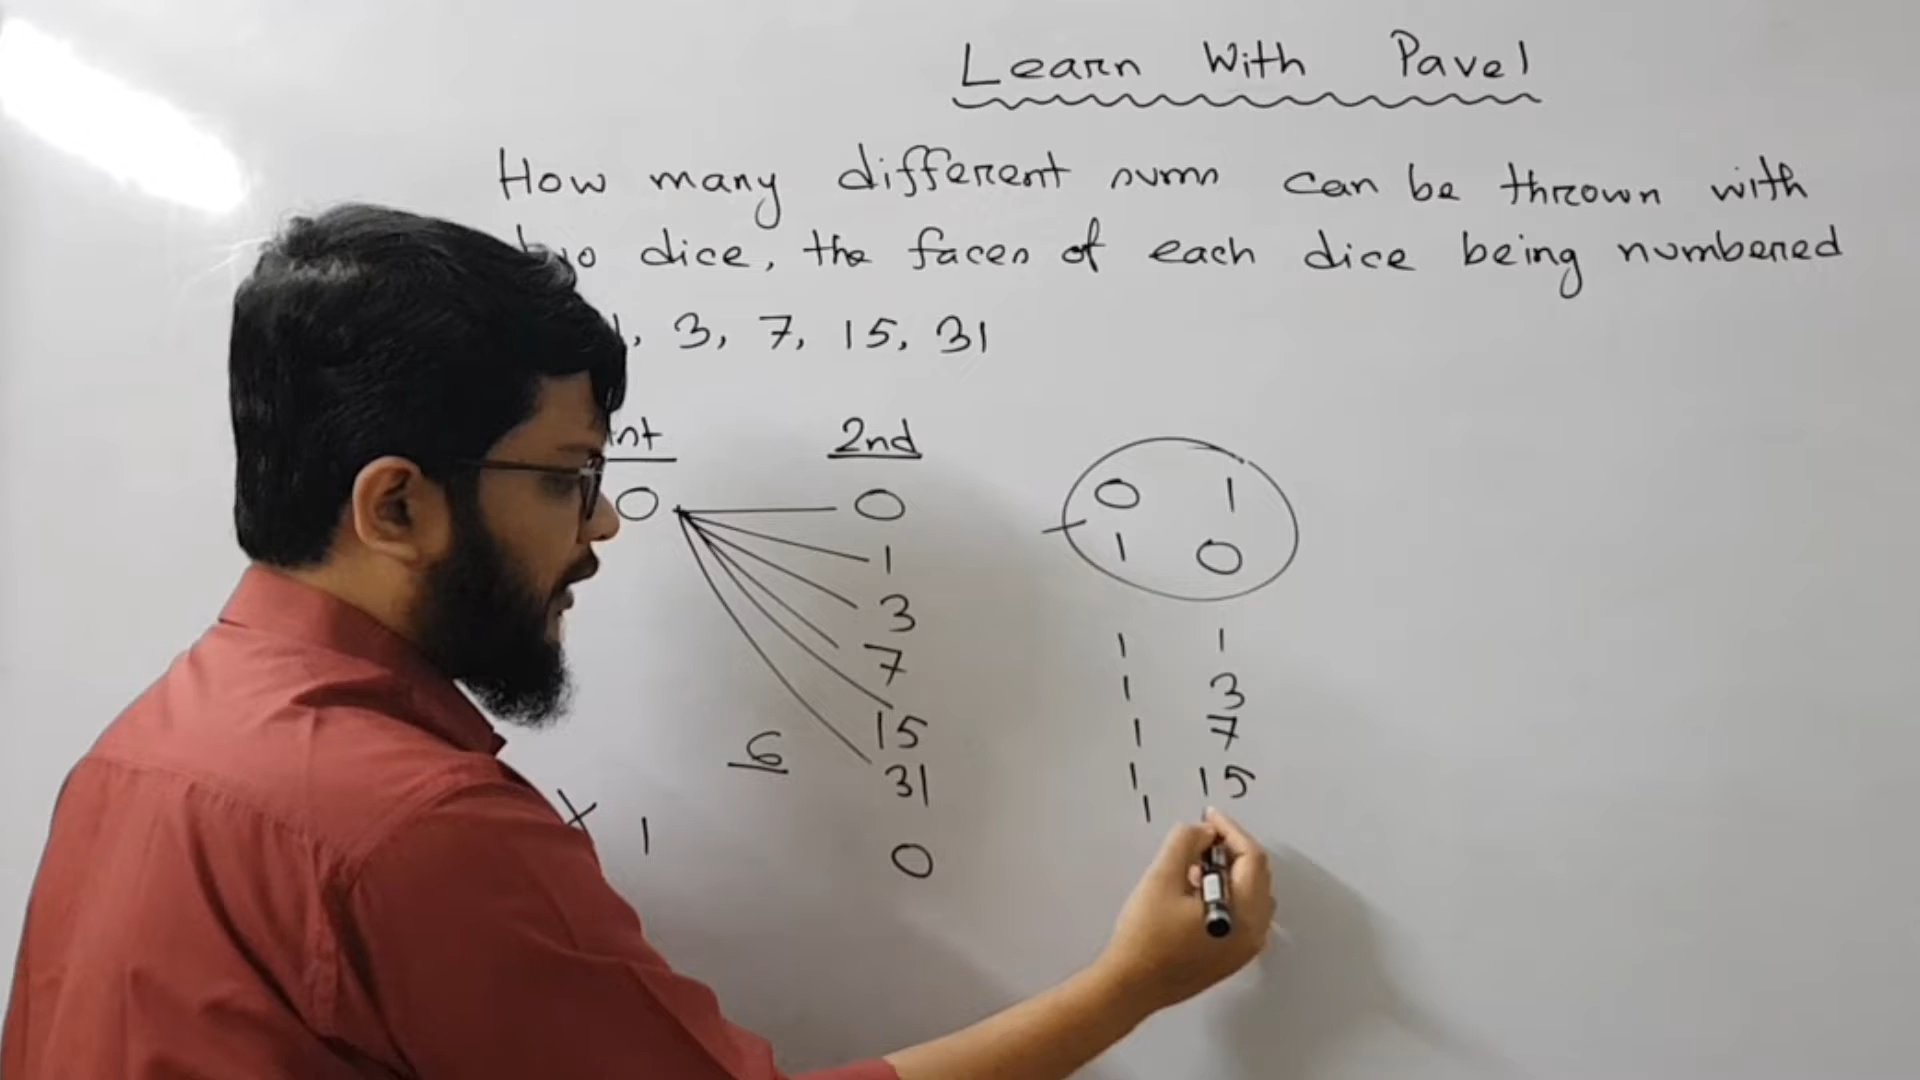 Learn With Pavel
How many different sums can be thrown with
dice, the faces of each dice being numbered
3, 7, 15, 31
2nd
0 0 0 1
1 1 0
3 1 1
7 1 3
15 1 7
6 31 1 15
1 0 1